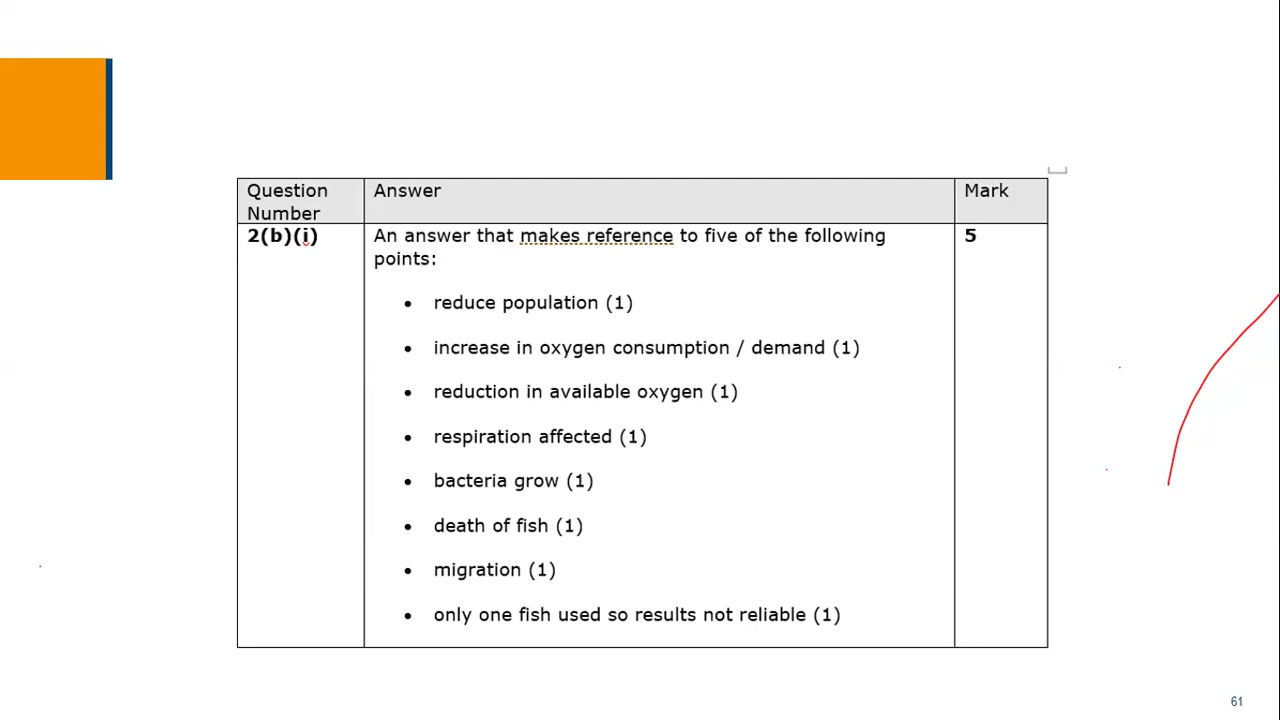 Question Number
Answer
Mark
2(b)(i)
An answer that makes reference to five of the following
points:
5
• reduce population (1)
• increase in oxygen consumption / demand (1)
• reduction in available oxygen (1)
• respiration affected (1)
• bacteria grow (1)
• death of fish (1)
• migration (1)
• only one fish used so results not reliable (1)
61